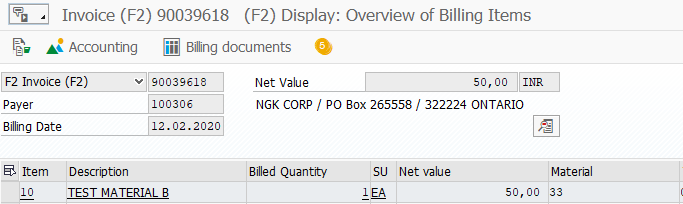 Invoice (F2) 90039618 (F2) Display: Overview of Billing Items
Accounting Billing documents 5
F2 Invoice (F2) 90039618 Net Value 50,00 INR
Payer 100306 NGK CORP / PO Box 265558 / 322224 ONTARIO
Billing Date 12.02.2020
Item Description Billed Quantity SU Net value Material
10 TEST MATERIAL B 1 EA 50,00 33